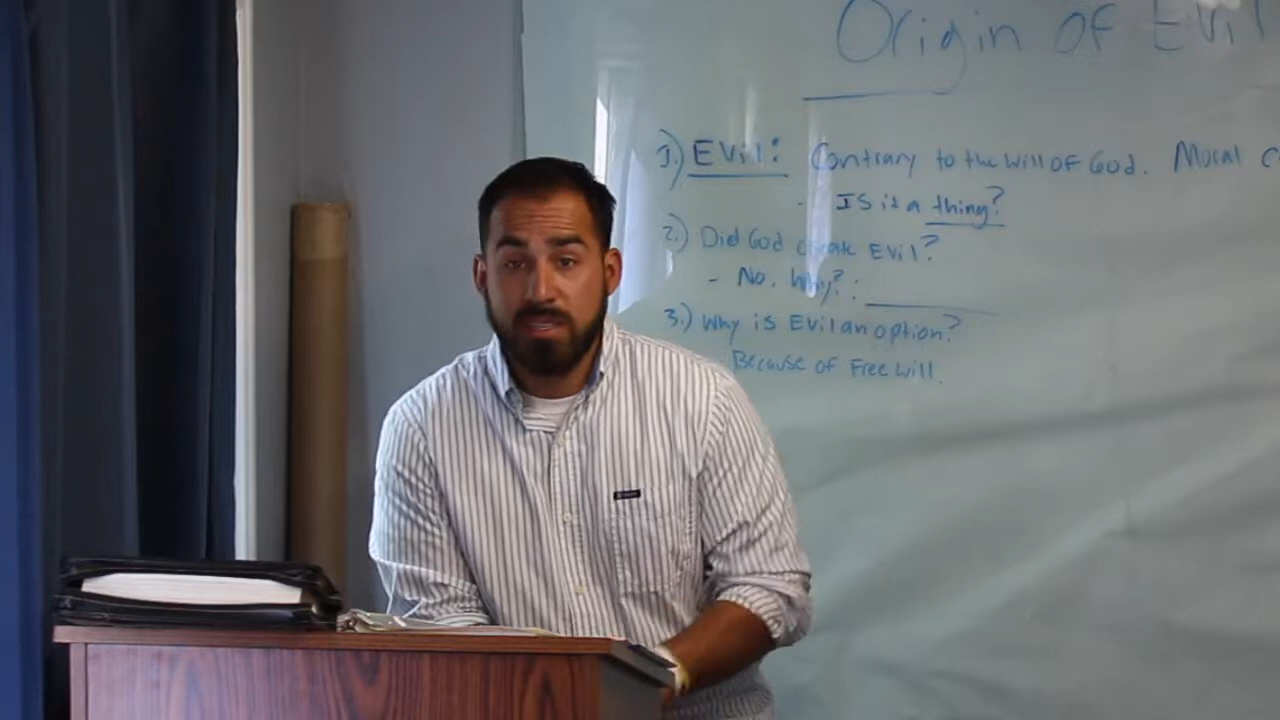 Origin of Evil
1.) Evil: Contrary to the will of God. Moral
- Is it a thing?
2.) Did God create Evil?
- No. Why?:
3.) Why is Evil an option?
Because of Free will.